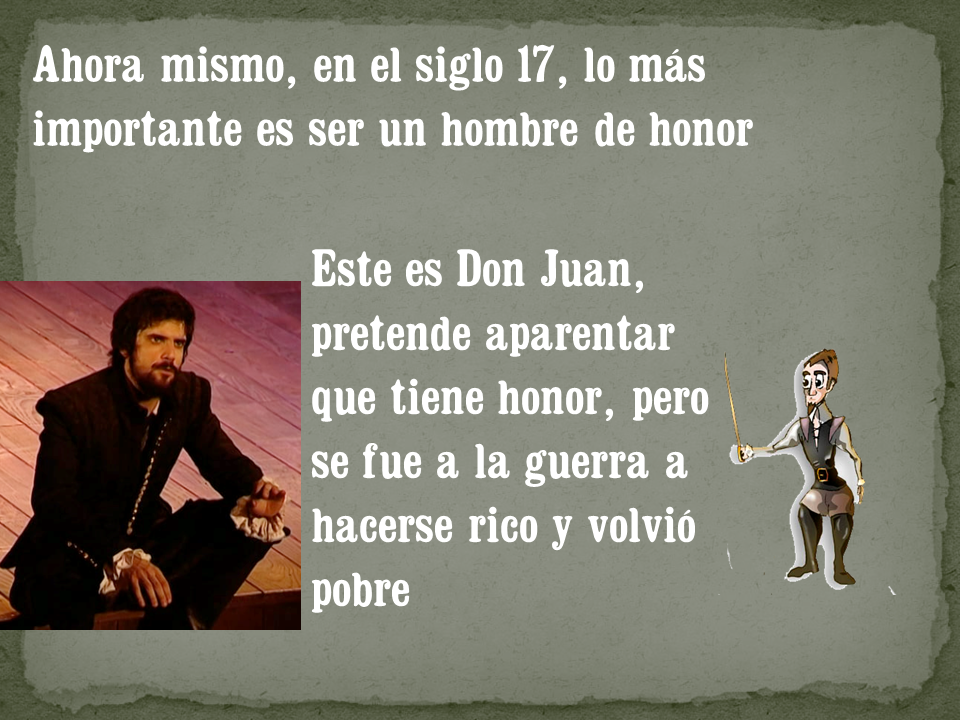 Ahora mismo, en el siglo 17, lo más
importante es ser un hombre de honor
Este es Don Juan,
pretende aparentar
que tiene honor, pero
se fue a la guerra a
hacerse rico y volvió
pobre